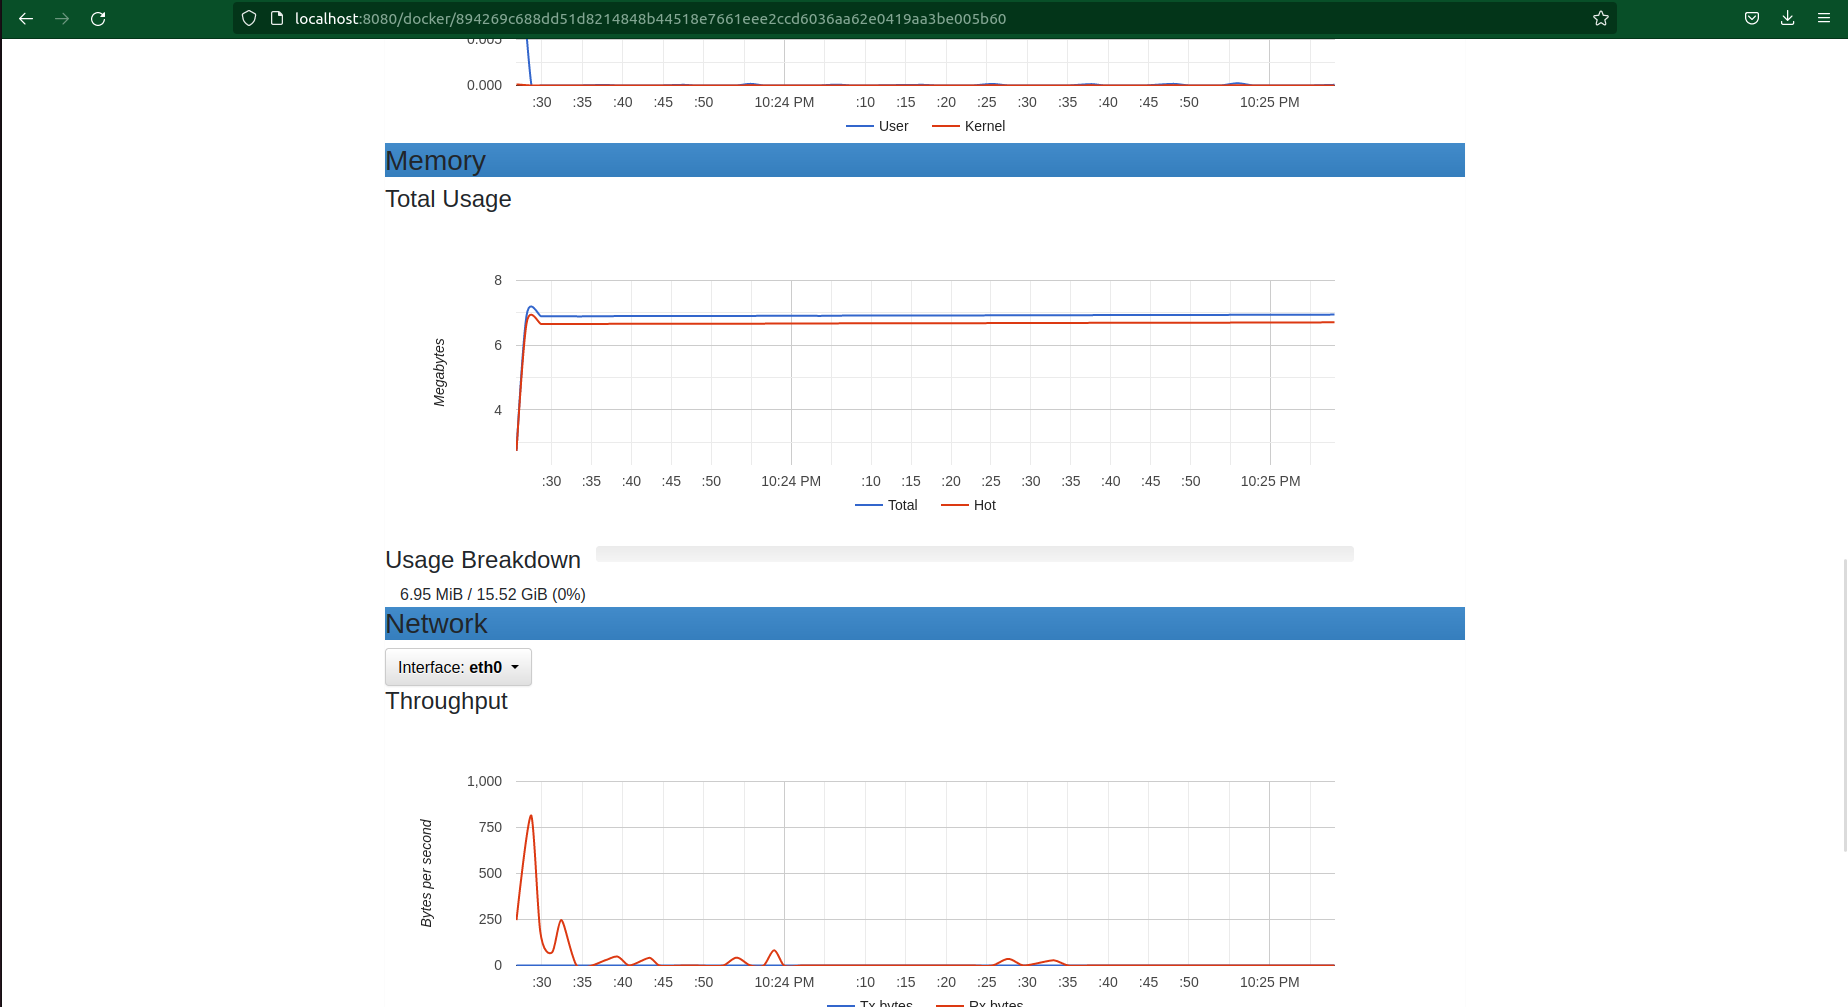 localhost:8080/docker/894269c688dd51d8214848b44518e7661eee2ccd6036aa62e0419aa3be005b60
0.005
0.000
:30 :35 :40 :45 :50 10:24 PM :10 :15 :20 :25 :30 :35 :40 :45 :50 10:25 PM
User Kernel
Memory
Total Usage
8
6
4
Megabytes
:30 :35 :40 :45 :50 10:24 PM :10 :15 :20 :25 :30 :35 :40 :45 :50 10:25 PM
Total Hot
Usage Breakdown
6.95 MiB / 15.52 GiB (0%)
Network
Interface: eth0
Throughput
1,000
750
500
250
0
Bytes per second
:30 :35 :40 :45 :50 10:24 PM :10 :15 :20 :25 :30 :35 :40 :45 :50 10:25 PM
Tx bytes Rx bytes